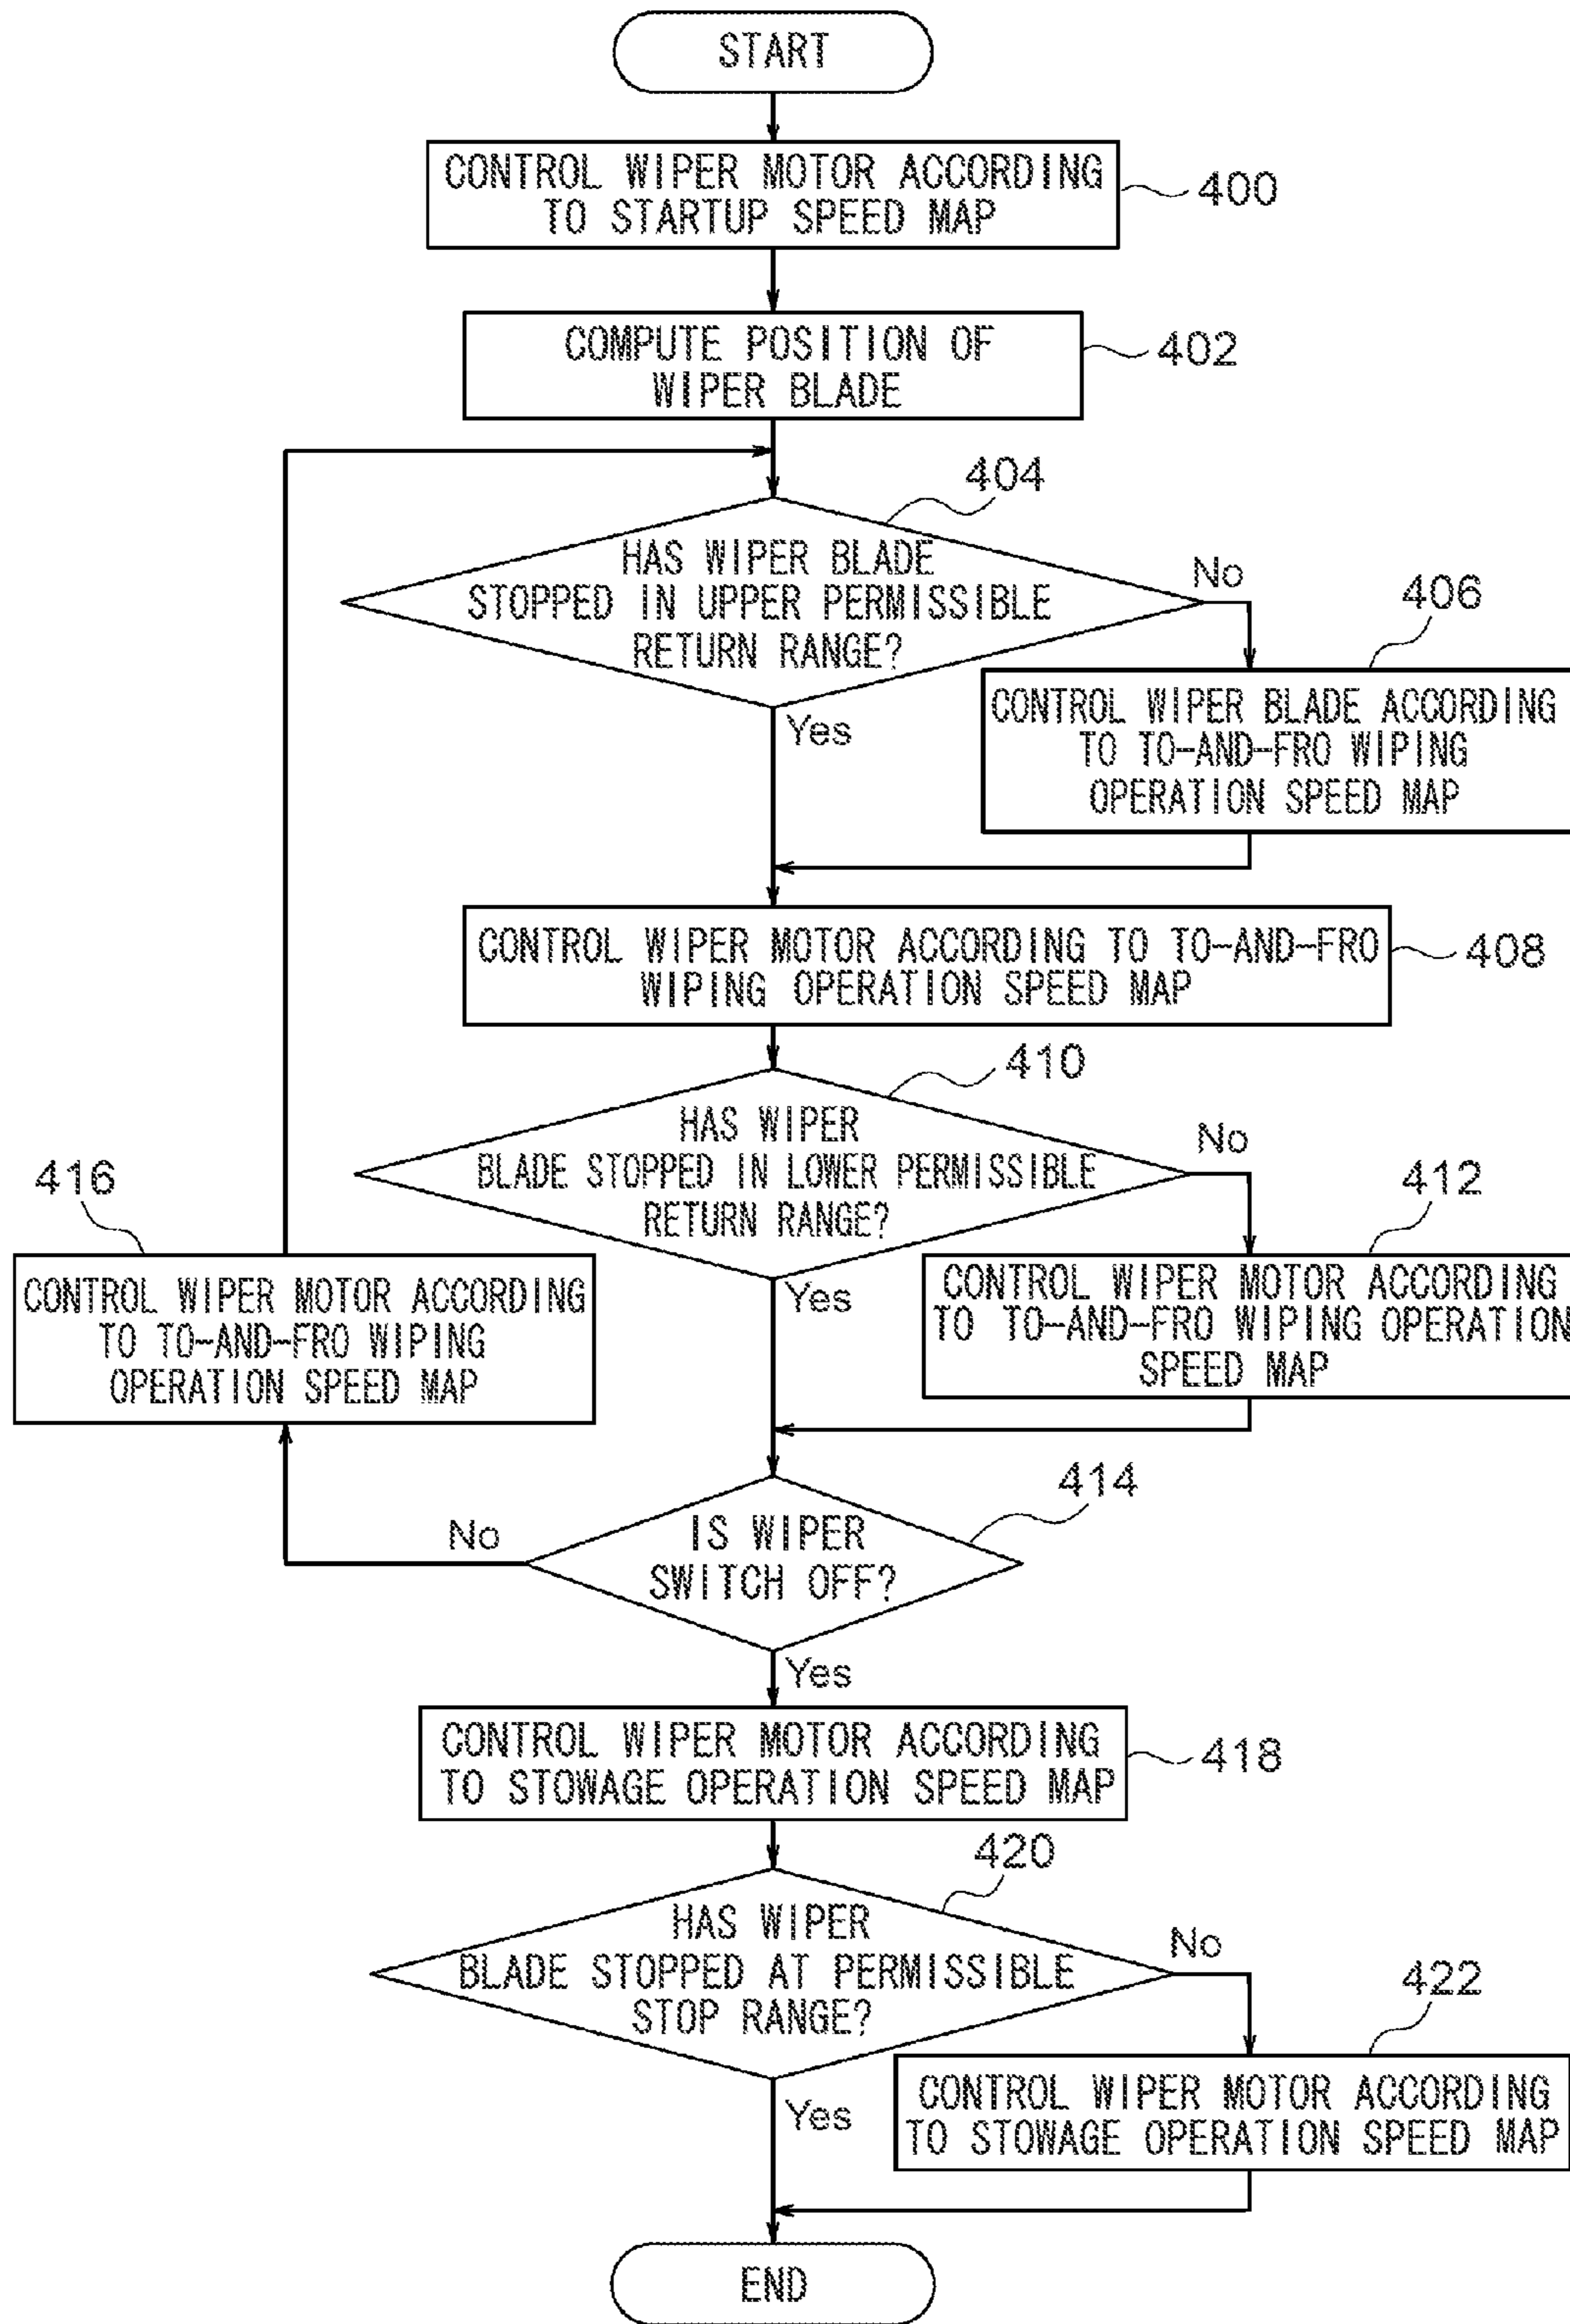 START
CONTROL WIPER MOTOR ACCORDING
TO STARTUP SPEED MAP
400
COMPUTE POSITION OF
WIPER BLADE
402
404
HAS WIPER BLADE
STOPPED IN UPPER PERMISSIBLE
RETURN RANGE?
No
Yes
406
CONTROL WIPER BLADE ACCORDING
TO TO-AND-FRO WIPING
OPERATION SPEED MAP
CONTROL WIPER MOTOR ACCORDING TO TO-AND-FRO
WIPING OPERATION SPEED MAP
408
410
HAS WIPER
BLADE STOPPED IN LOWER PERMISSIBLE
RETURN RANGE?
No
Yes
412
CONTROL WIPER MOTOR ACCORDING
TO TO-AND-FRO WIPING OPERATION
SPEED MAP
416
CONTROL WIPER MOTOR ACCORDING
TO TO-AND-FRO WIPING
OPERATION SPEED MAP
414
IS WIPER
SWITCH OFF?
No
Yes
CONTROL WIPER MOTOR ACCORDING
TO STOWAGE OPERATION SPEED MAP
418
420
HAS WIPER
BLADE STOPPED AT PERMISSIBLE
STOP RANGE?
No
Yes
422
CONTROL WIPER MOTOR ACCORDING
TO STOWAGE OPERATION SPEED MAP
END